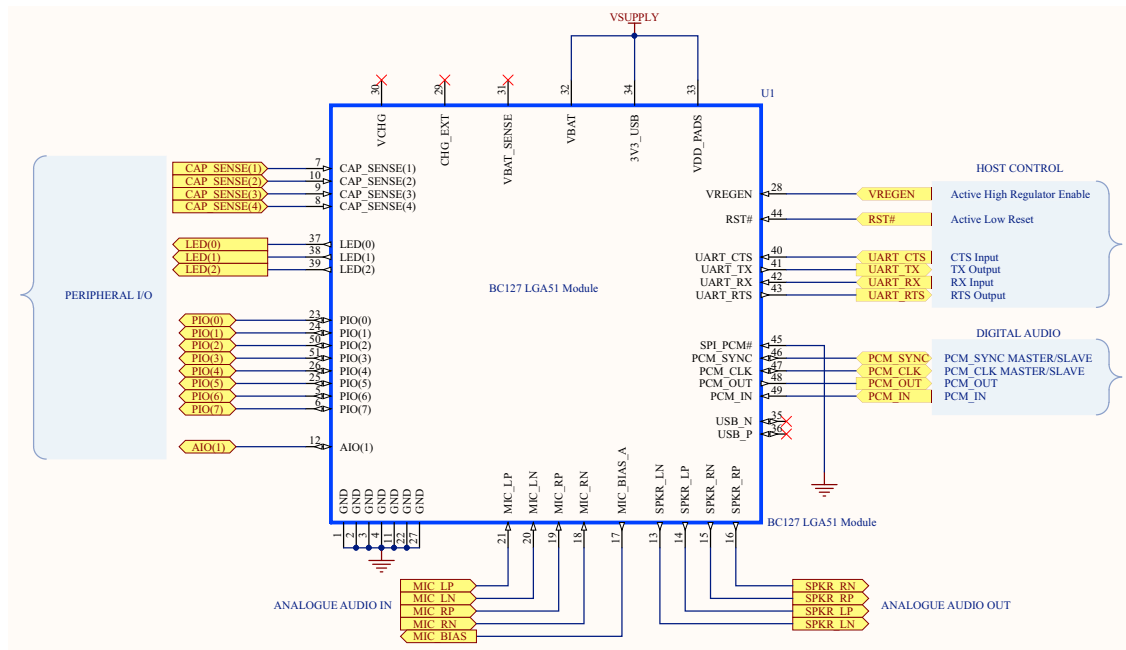 VSUPPLY
30
29
31
32
34
33
U1
VCHG
CHG_EXT
VBAT_SENSE
VBAT
3V3_USB
VDD_PADS
CAP_SENSE(1) 7 CAP_SENSE(1)
CAP_SENSE(2) 10 CAP_SENSE(2)
CAP_SENSE(3) 9 CAP_SENSE(3)
CAP_SENSE(4) 8 CAP_SENSE(4)
LED(0) 37 LED(0)
LED(1) 38 LED(1)
LED(2) 39 LED(2)
PERIPHERAL I/O
PIO(0) 23 PIO(0)
PIO(1) 24 PIO(1)
PIO(2) 50 PIO(2)
PIO(3) 51 PIO(3)
PIO(4) 26 PIO(4)
PIO(5) 25 PIO(5)
PIO(6) 5 PIO(6)
PIO(7) 6 PIO(7)
AIO(1) 12 AIO(1)
BC127 LGA51 Module
HOST CONTROL
VREGEN 28 VREGEN Active High Regulator Enable
RST# 44 RST# Active Low Reset
UART_CTS 40 UART_CTS CTS Input
UART_TX 41 UART_TX TX Output
UART_RX 42 UART_RX RX Input
UART_RTS 43 UART_RTS RTS Output
DIGITAL AUDIO
SPI_PCM# 45
PCM_SYNC 46 PCM_SYNC PCM_SYNC MASTER/SLAVE
PCM_CLK 47 PCM_CLK PCM_CLK MASTER/SLAVE
PCM_OUT 48 PCM_OUT PCM_OUT
PCM_IN 49 PCM_IN PCM_IN
USB_N 35
USB_P 36
GND
GND
GND
GND
GND
GND
GND
MIC_LP
MIC_LN
MIC_RP
MIC_RN
MIC_BIAS_A
SPKR_LN
SPKR_LP
SPKR_RN
SPKR_RP
BC127 LGA51 Module
1
2
3
4
11
22
27
21
20
19
18
17
13
14
15
16
ANALOGUE AUDIO IN
MIC_LP
MIC_LN
MIC_RP
MIC_RN
MIC_BIAS
SPKR_RN
SPKR_RP
SPKR_LP
SPKR_LN
ANALOGUE AUDIO OUT